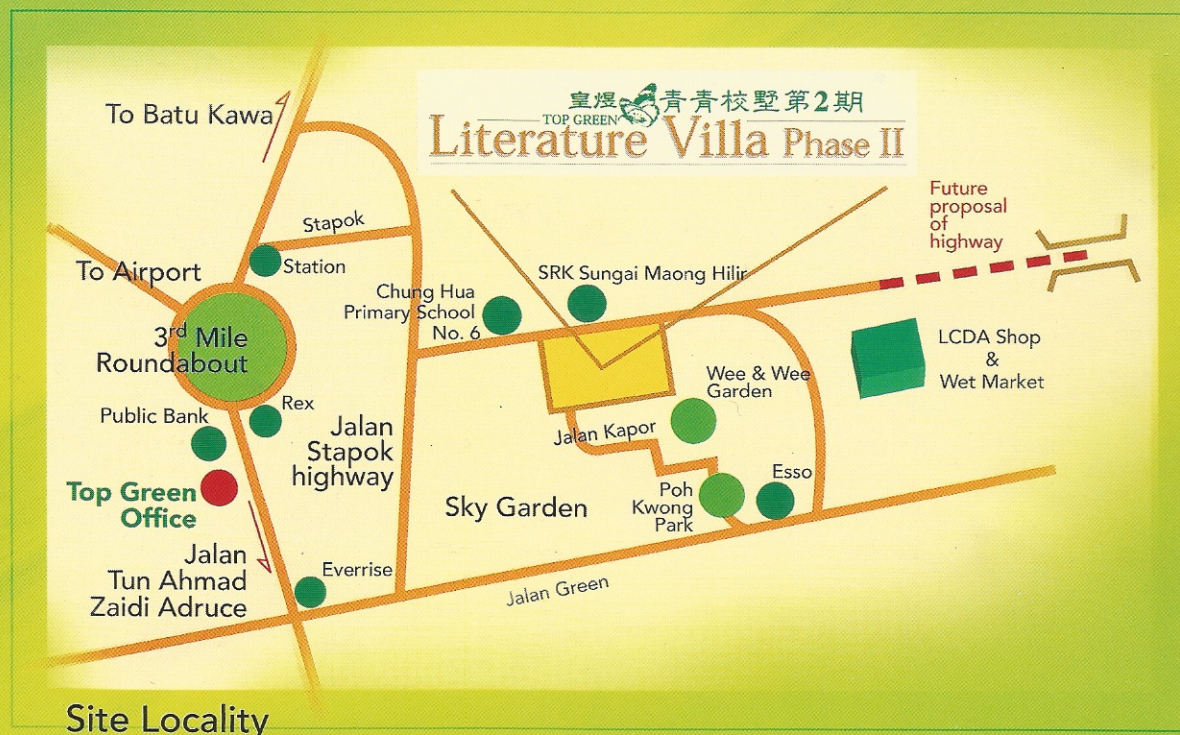 To Batu Kawa
皇煜 青青校墅第2期
TOP GREEN
Literature Villa Phase II
Future
proposal
of
highway
Stapok
Station
To Airport
SRK Sungai Maong Hilir
Chung Hua
Primary School
No. 6
3rd Mile
Roundabout
LCDA Shop
&
Wet Market
Wee & Wee
Garden
Rex
Public Bank
Jalan
Stapok
highway
Jalan Kapor
Esso
Top Green
Office
Sky Garden
Poh
Kwong
Park
Jalan
Tun Ahmad
Zaidi Adruce
Everrise
Jalan Green
Site Locality